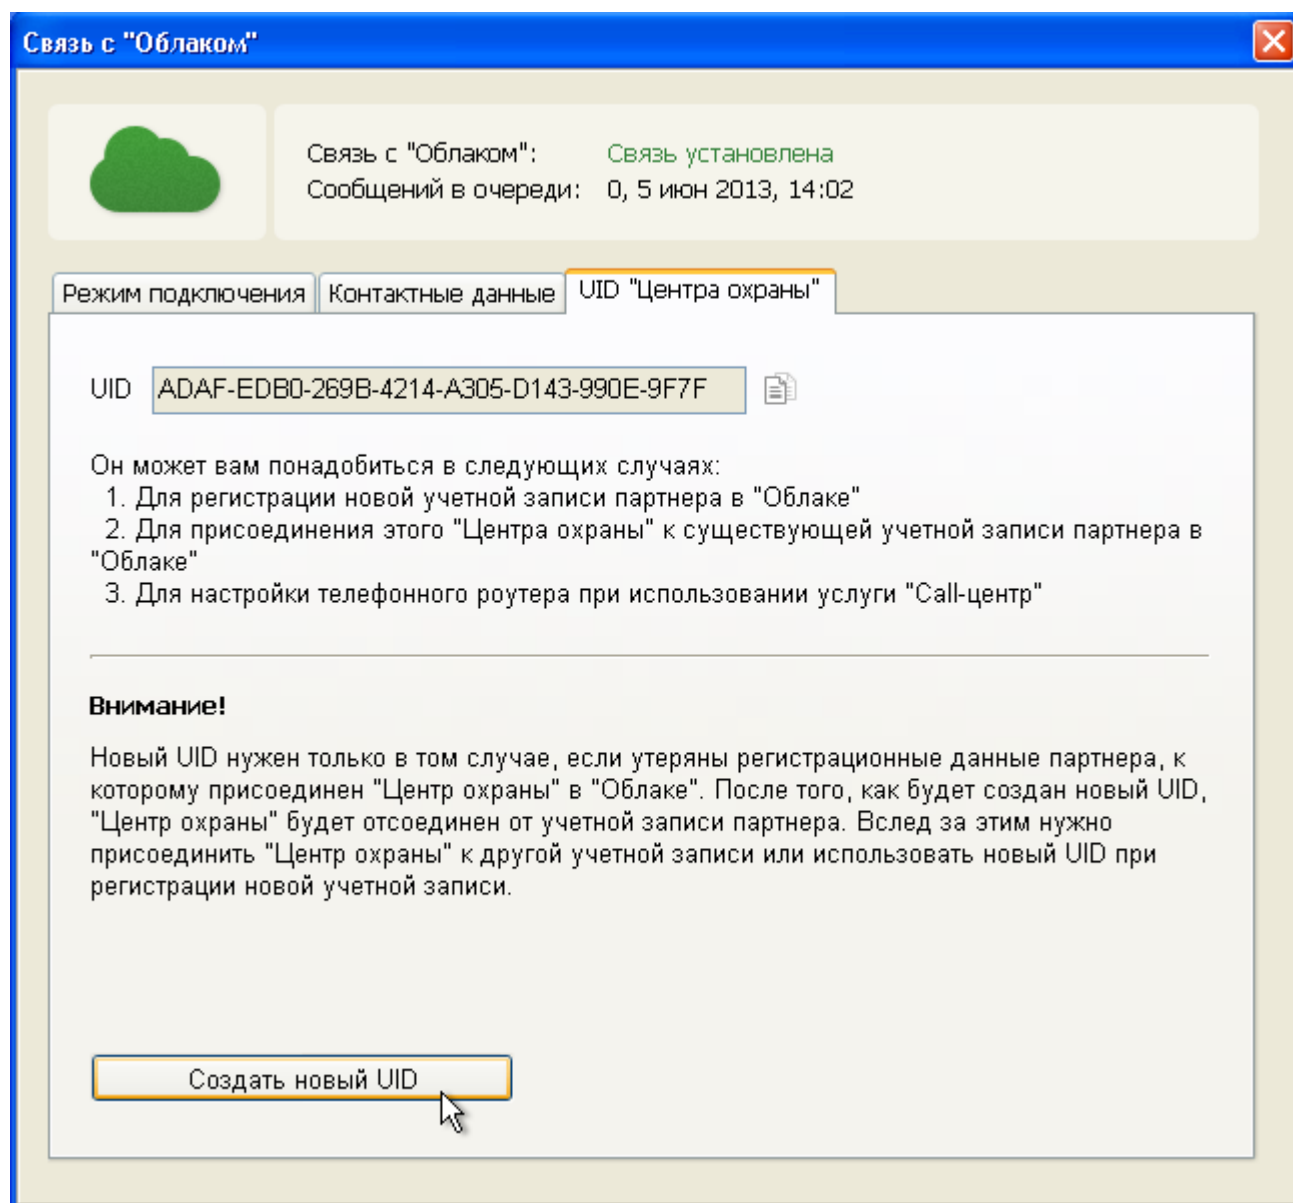 Связь с "Облаком"
Связь с "Облаком": Связь установлена
Сообщений в очереди: 0, 5 июн 2013, 14:02
Режим подключения Контактные данные UID "Центра охраны"
UID ADAF-EDB0-269B-4214-A305-D143-990E-9F7F
Он может вам понадобиться в следующих случаях:
1. Для регистрации новой учетной записи партнера в "Облаке"
2. Для присоединения этого "Центра охраны" к существующей учетной записи партнера в
"Облаке"
3. Для настройки телефонного роутера при использовании услуги "Call-центр"
Внимание!
Новый UID нужен только в том случае, если утеряны регистрационные данные партнера, к
которому присоединен "Центр охраны" в "Облаке". После того, как будет создан новый UID,
"Центр охраны" будет отсоединен от учетной записи партнера. Вслед за этим нужно
присоединить "Центр охраны" к другой учетной записи или использовать новый UID при
регистрации новой учетной записи.
Создать новый UID